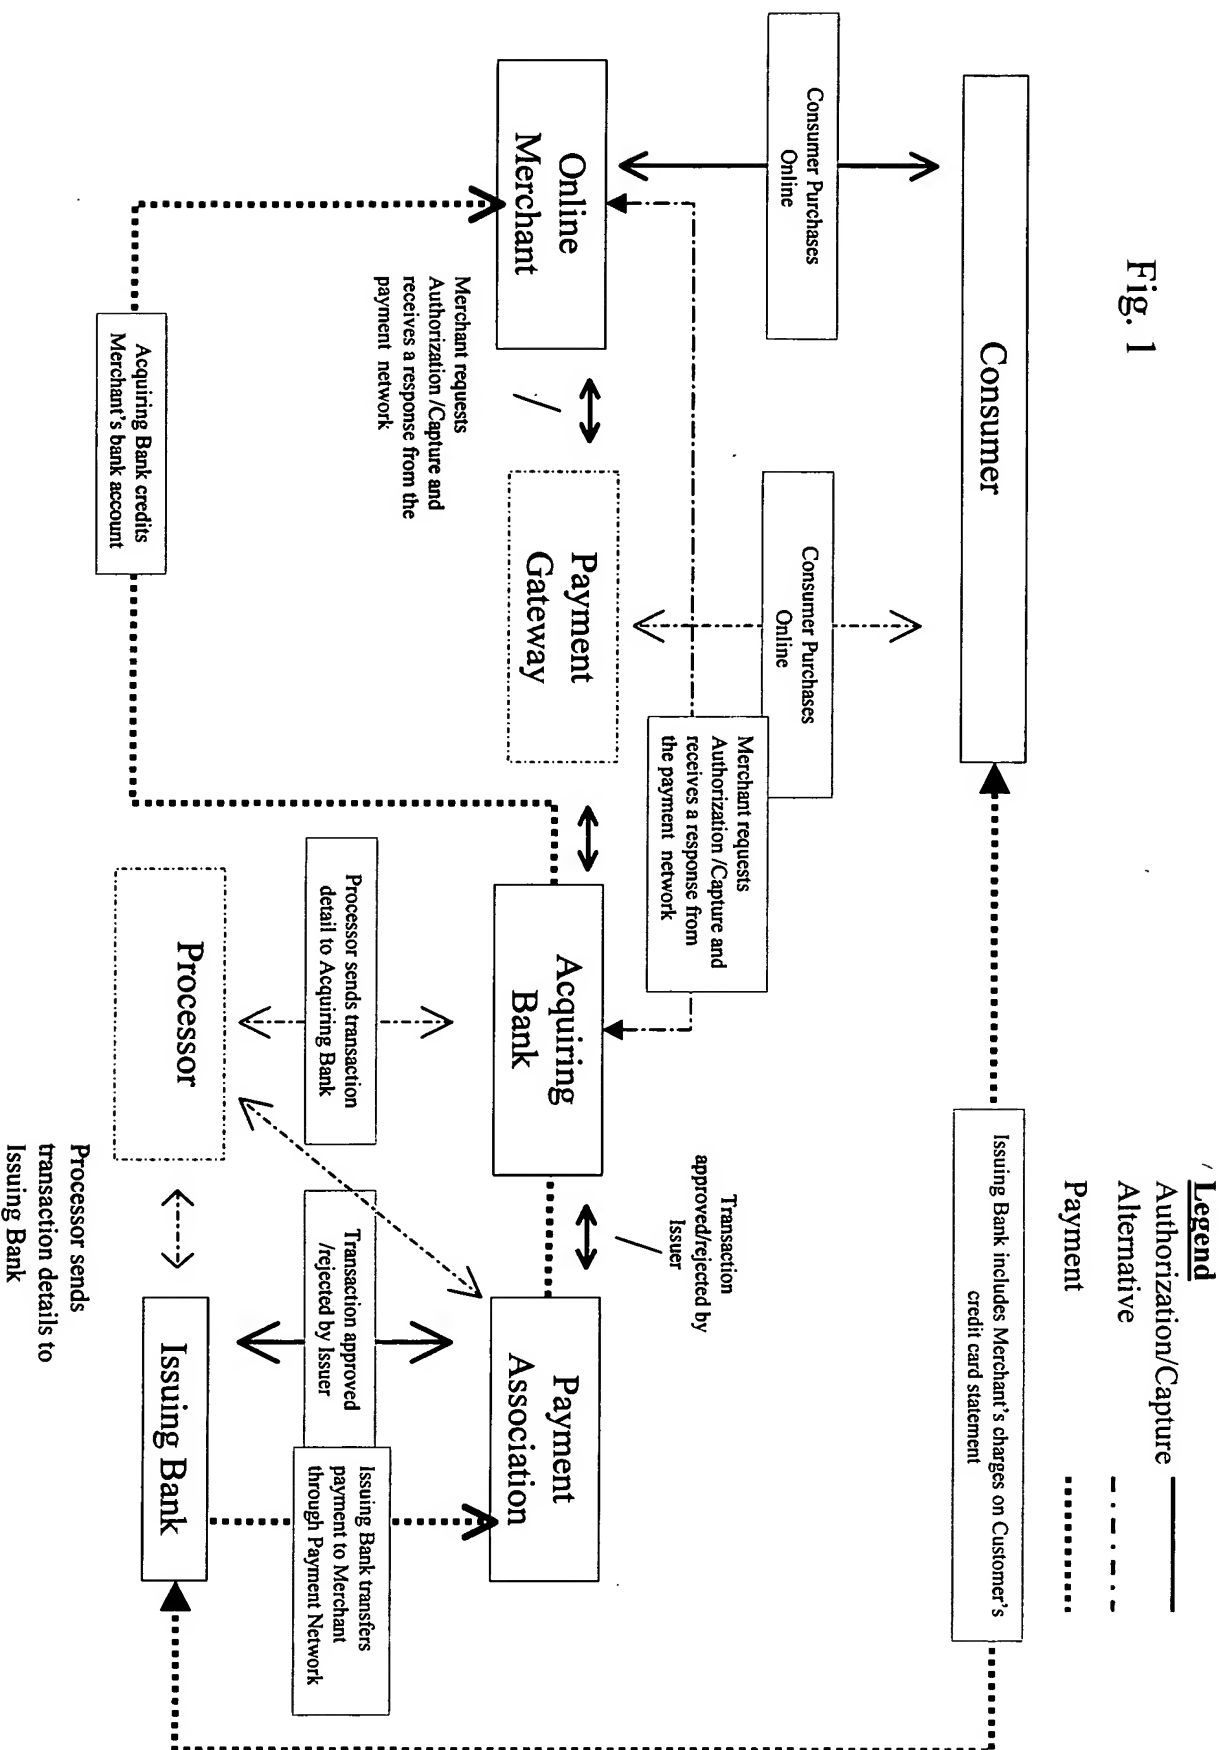 Fig. 1
Legend
Authorization/Capture
Alternative
Payment
Consumer
Issuing Bank includes Merchant's charges on Customer's
credit card statement
Consumer Purchases
Online
Consumer Purchases
Online
Merchant requests
Authorization /Capture and
receives a response from
the payment network
Transaction
approved/rejected by
Issuer
Online
Merchant
Payment
Gateway
Acquiring
Bank
Payment
Association
Merchant requests
Authorization /Capture and
receives a response from the
payment network
Processor sends transaction
detail to Acquiring Bank
Transaction approved
/rejected by Issuer
Issuing Bank transfers
payment to Merchant
through Payment Network
Acquiring Bank credits
Merchant's bank account
Processor
Issuing Bank
Processor sends
transaction details to
Issuing Bank